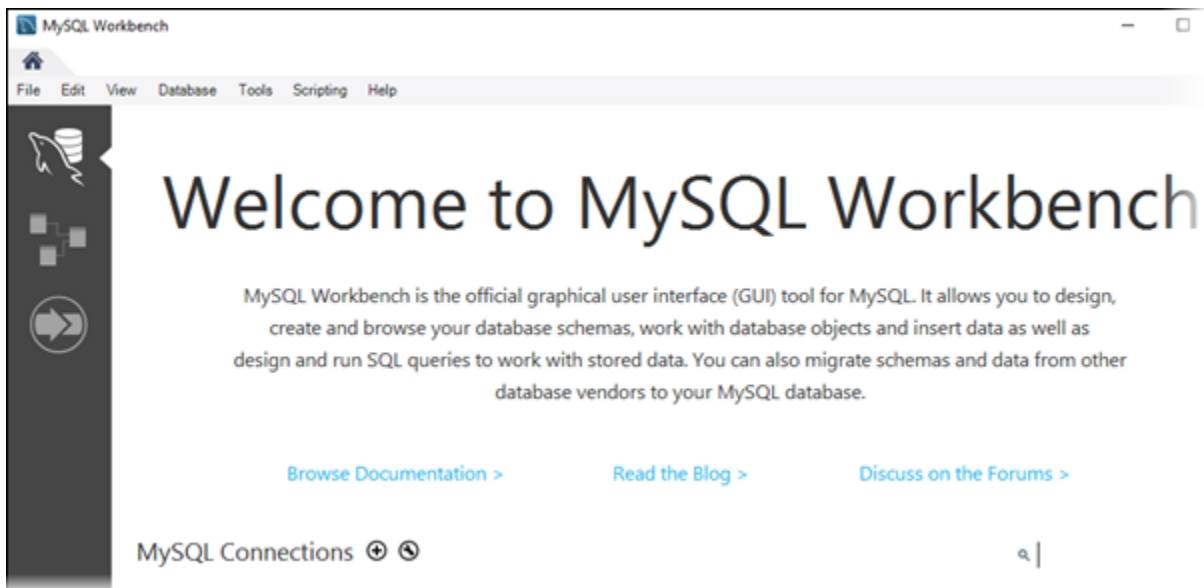 MySQL Workbench
File Edit View Database Tools Scripting Help
Welcome to MySQL Workbench
MySQL Workbench is the official graphical user interface (GUI) tool for MySQL. It allows you to design,
create and browse your database schemas, work with database objects and insert data as well as
design and run SQL queries to work with stored data. You can also migrate schemas and data from other
database vendors to your MySQL database.
Browse Documentation > Read the Blog > Discuss on the Forums >
MySQL Connections